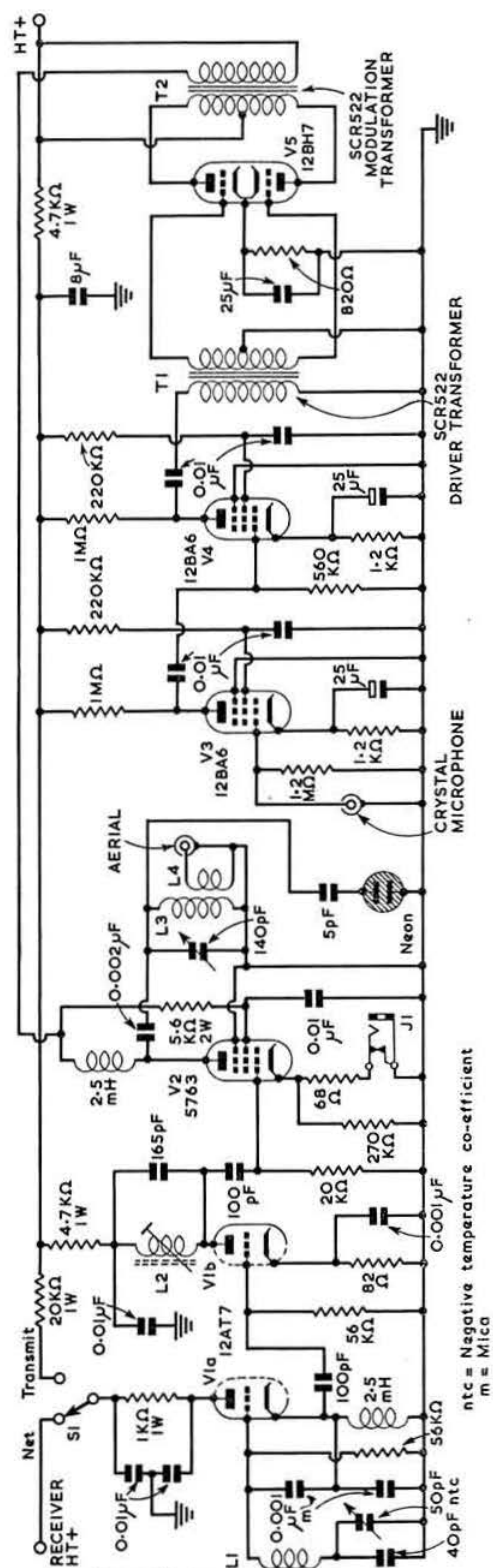 RECEIVER
HT+
Net
S1
Transmit
20KΩ
1W
4.7KΩ
1W
0.01μF
1KΩ
1W
0.01μF
L2
165pF
V1a
12AT7
V1b
100
pF
100pF
2.5
mH
56KΩ
L1
0.001
μF
m
50pF
40pF ntc
56
KΩ
82
Ω
0.001μF
20
KΩ
270
KΩ
68
Ω
J1
0.01
μF
2.5
mH
V2
5763
0.002μF
5.6
KΩ
2W
140pF
L3
L4
AERIAL
5pF
Neon
1MΩ
220KΩ
0.01
μF
V3
12BA6
1.2
MΩ
1.2
KΩ
25
μF
CRYSTAL
MICROPHONE
1MΩ
220KΩ
0.01
μF
12BA6
V4
560
KΩ
1.2
KΩ
25
μF
T1
SCR522
DRIVER TRANSFORMER
8μF
4.7KΩ
1W
25μF
820Ω
V5
12BH7
T2
SCR522
MODULATION
TRANSFORMER
HT+
ntc = Negative temperature co-efficient
m = Mica